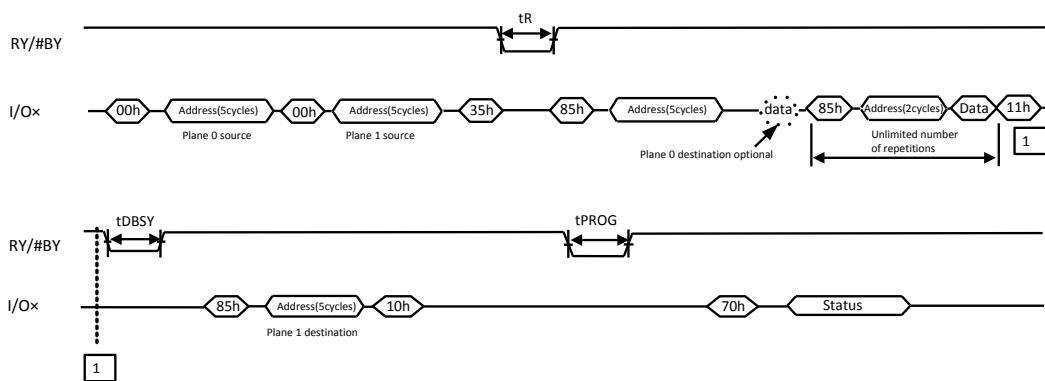 tR
RY/#BY
I/O×
00h
Address(5cycles)
00h
Address(5cycles)
35h
85h
Address(5cycles)
data
85h
Address(2cycles)
Data
11h
Plane 0 source
Plane 1 source
Plane 0 destination optional
Unlimited number
of repetitions
1
tDBSY
tPROG
RY/#BY
I/O×
85h
Address(5cycles)
10h
70h
Status
Plane 1 destination
1